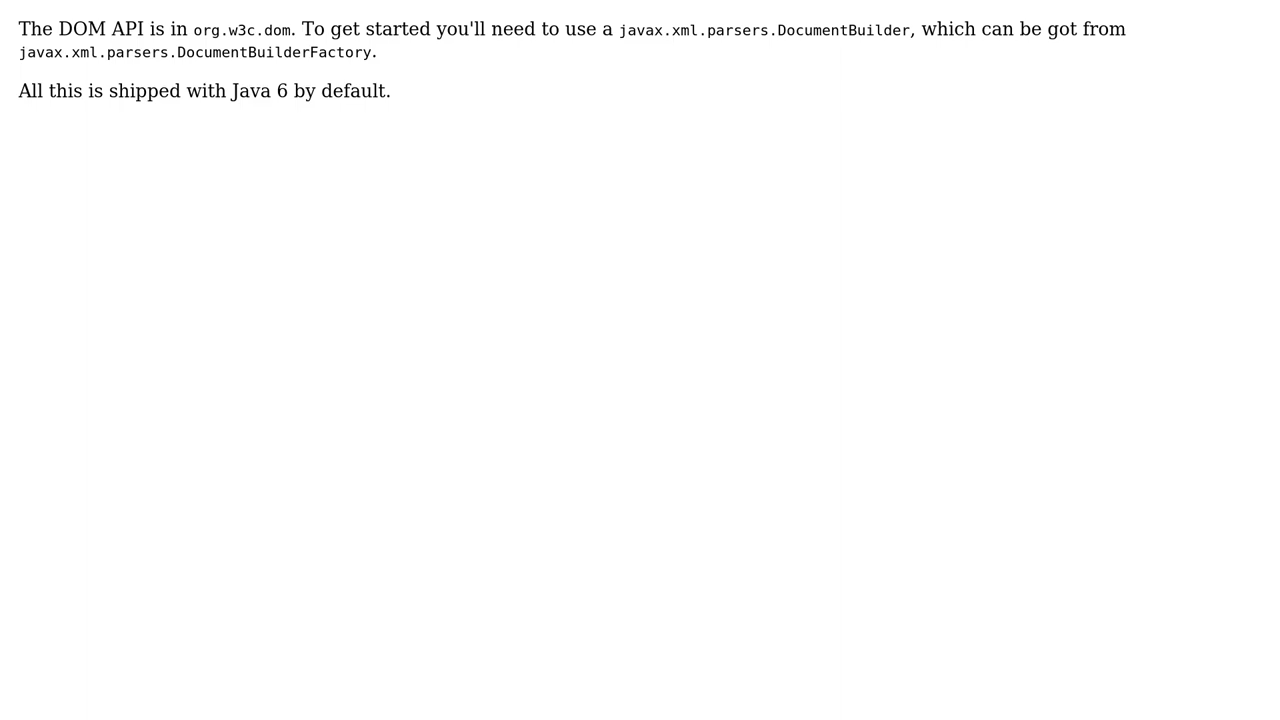 The DOM API is in org.w3c.dom. To get started you'll need to use a javax.xml.parsers.DocumentBuilder, which can be got from
javax.xml.parsers.DocumentBuilderFactory.
All this is shipped with Java 6 by default.